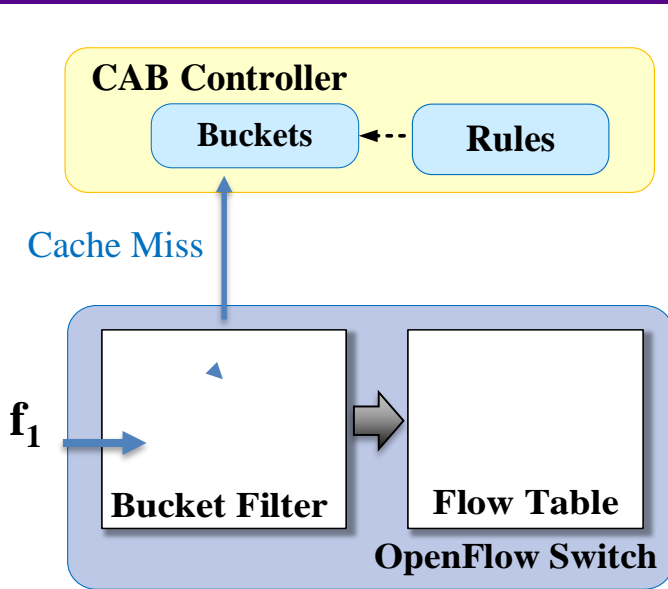 CAB Controller
Buckets
Rules
Cache Miss
f1
Bucket Filter
Flow Table
OpenFlow Switch